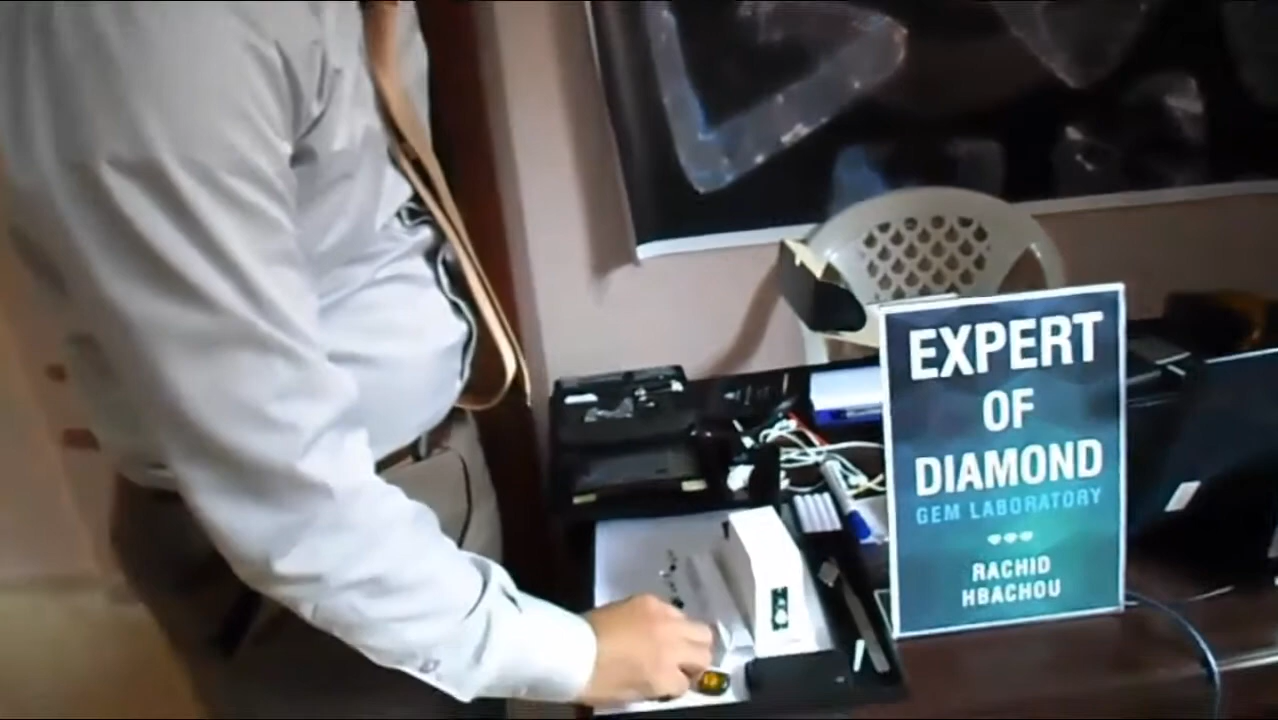 EXPERT
OF
DIAMOND
GEM LABORATORY
RACHID
HBACHOU